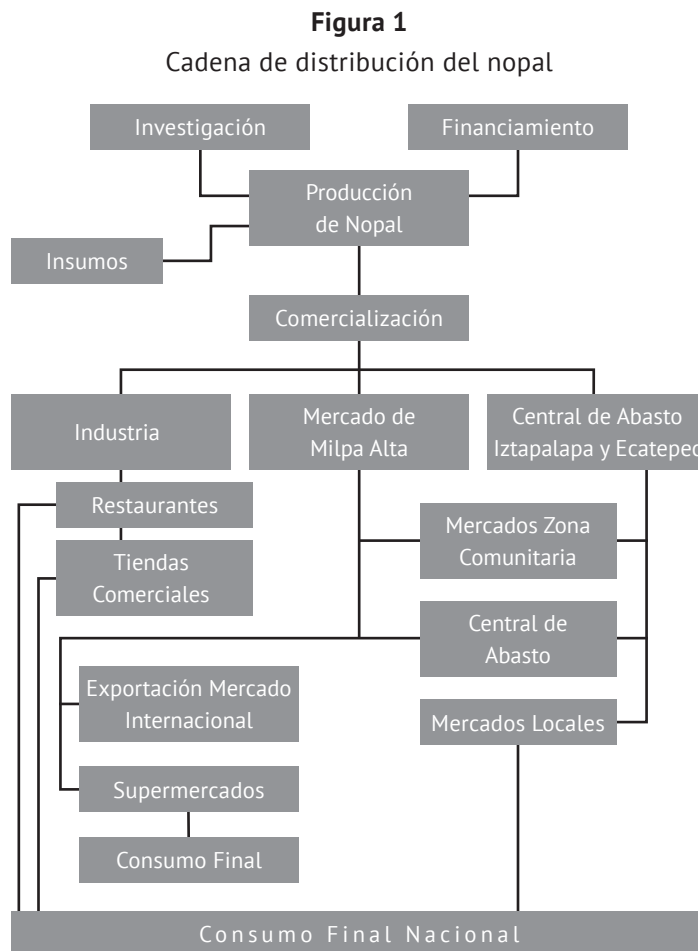 Figura 1
Cadena de distribución del nopal
Investigación
Financiamiento
Producción
de Nopal
Insumos
Comercialización
Industria
Mercado de
Milpa Alta
Central de Abasto
Iztapalapa y Ecatepec
Restaurantes
Mercados Zona
Comunitaria
Tiendas
Comerciales
Central de
Abasto
Exportación Mercado
Internacional
Mercados Locales
Supermercados
Consumo Final
Consumo Final Nacional